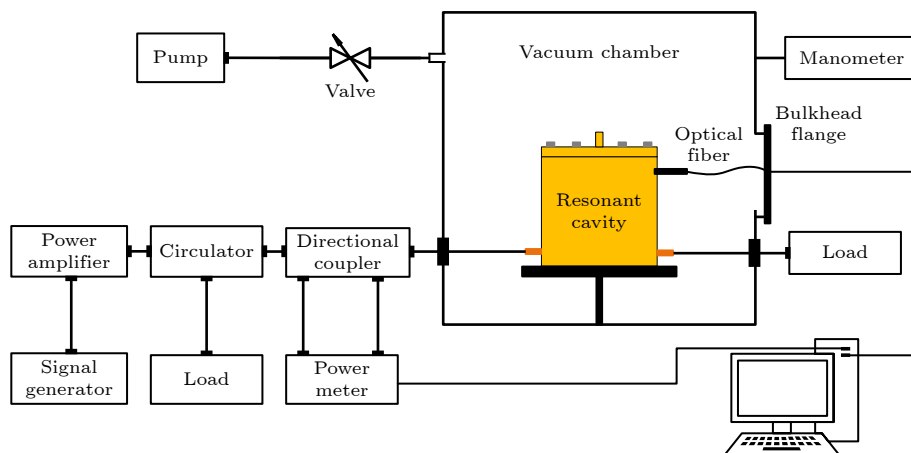 Pump
Valve
Vacuum chamber
Manometer
Bulkhead
flange
Optical
fiber
Resonant
cavity
Power
amplifier
Circulator
Directional
coupler
Load
Signal
generator
Load
Power
meter